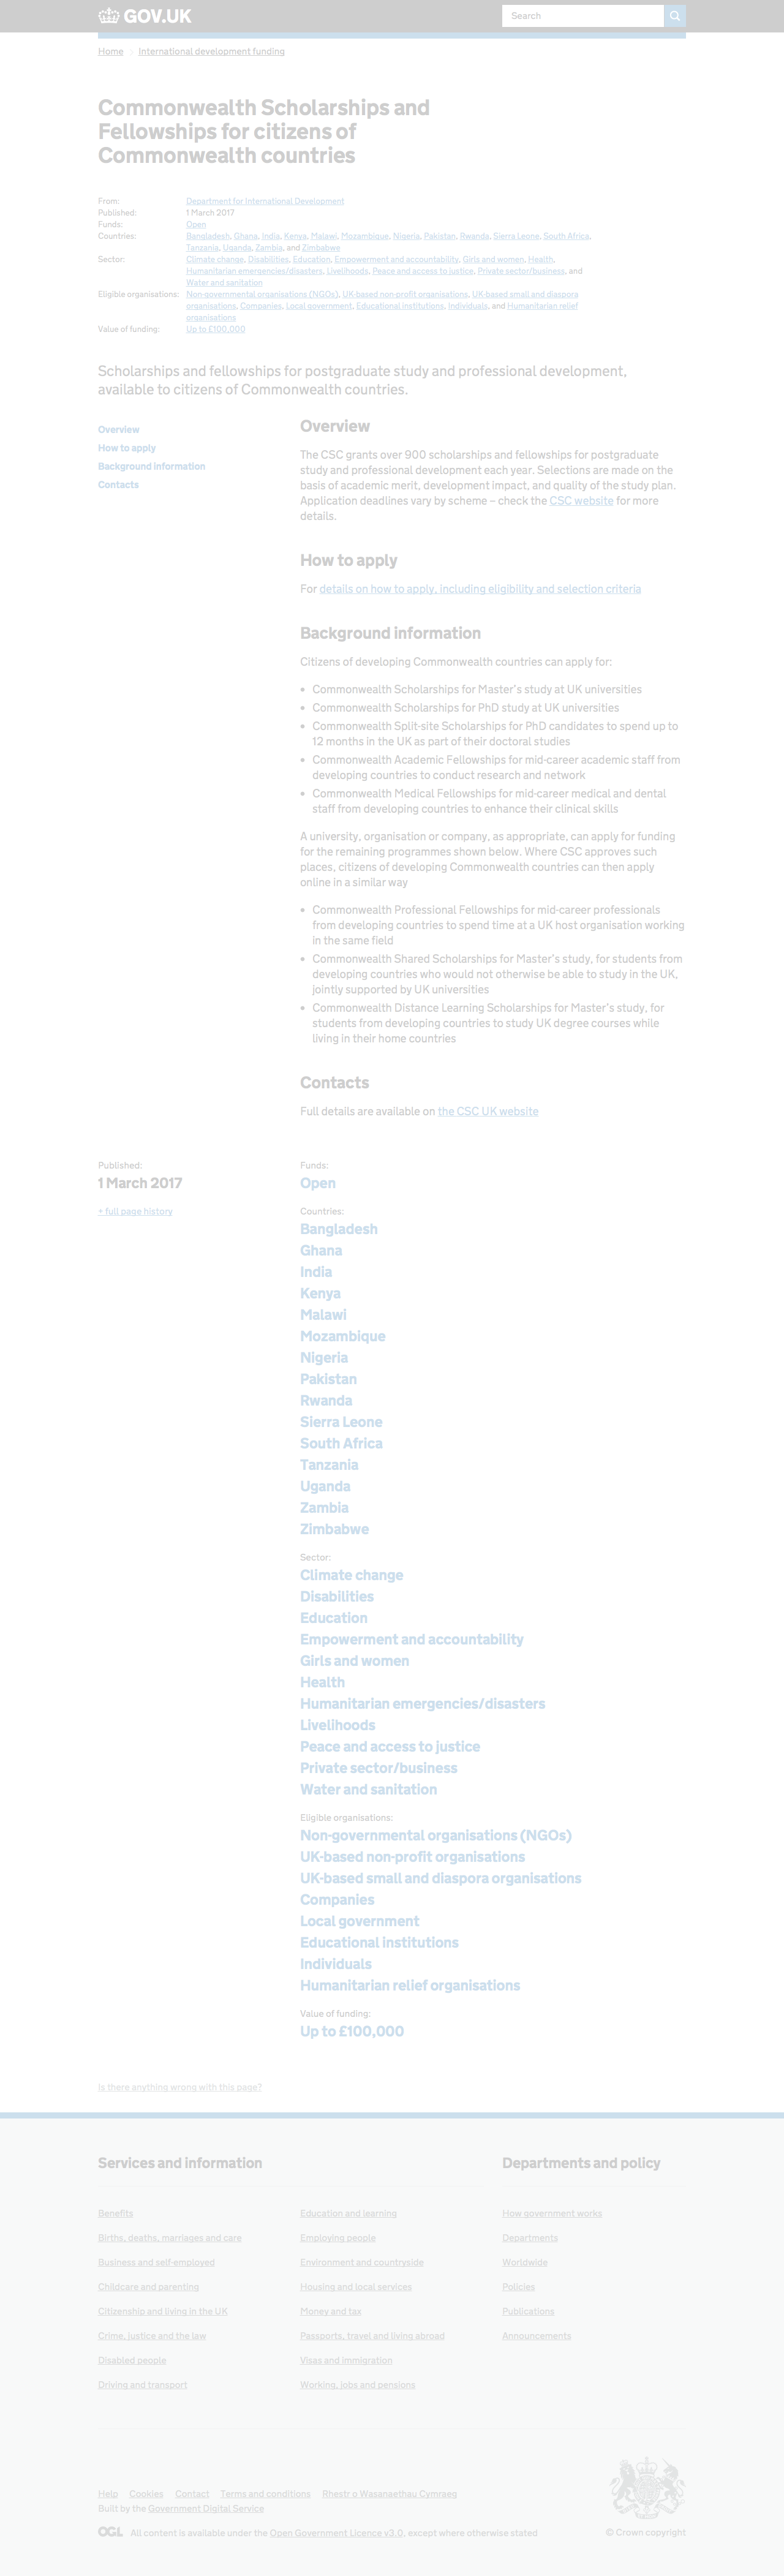 GOV.UK
Search
Home International development funding
Commonwealth Scholarships and
Fellowships for citizens of
Commonwealth countries
From: Department for International Development
Published: 1 March 2017
Funds: Open
Countries: Bangladesh, Ghana, India, Kenya, Malawi, Mozambique, Nigeria, Pakistan, Rwanda, Sierra Leone, South Africa,
Tanzania, Uganda, Zambia, and Zimbabwe
Sector: Climate change, Disabilities, Education, Empowerment and accountability, Girls and women, Health,
Humanitarian emergencies/disasters, Livelihoods, Peace and access to justice, Private sector/business, and
Water and sanitation
Eligible organisations: Non-governmental organisations (NGOs), UK-based non-profit organisations, UK-based small and diaspora
organisations, Companies, Local government, Educational institutions, Individuals, and Humanitarian relief
organisations
Value of funding: Up to £100,000
Scholarships and fellowships for postgraduate study and professional development,
available to citizens of Commonwealth countries.
Overview
How to apply
Background information
Contacts
Overview
The CSC grants over 900 scholarships and fellowships for postgraduate
study and professional development each year. Selections are made on the
basis of academic merit, development impact, and quality of the study plan.
Application deadlines vary by scheme – check the CSC website for more
details.
How to apply
For details on how to apply, including eligibility and selection criteria
Background information
Citizens of developing Commonwealth countries can apply for:
• Commonwealth Scholarships for Master's study at UK universities
• Commonwealth Scholarships for PhD study at UK universities
• Commonwealth Split-site Scholarships for PhD candidates to spend up to
12 months in the UK as part of their doctoral studies
• Commonwealth Academic Fellowships for mid-career academic staff from
developing countries to conduct research and network
• Commonwealth Medical Fellowships for mid-career medical and dental
staff from developing countries to enhance their clinical skills
A university, organisation or company, as appropriate, can apply for funding
for the remaining programmes shown below. Where CSC approves such
places, citizens of developing Commonwealth countries can then apply
online in a similar way
• Commonwealth Professional Fellowships for mid-career professionals
from developing countries to spend time at a UK host organisation working
in the same field
• Commonwealth Shared Scholarships for Master's study, for students from
developing countries who would not otherwise be able to study in the UK,
jointly supported by UK universities
• Commonwealth Distance Learning Scholarships for Master's study, for
students from developing countries to study UK degree courses while
living in their home countries
Contacts
Full details are available on the CSC UK website
Published:
1 March 2017
+ full page history
Funds:
Open
Countries:
Bangladesh
Ghana
India
Kenya
Malawi
Mozambique
Nigeria
Pakistan
Rwanda
Sierra Leone
South Africa
Tanzania
Uganda
Zambia
Zimbabwe
Sector:
Climate change
Disabilities
Education
Empowerment and accountability
Girls and women
Health
Humanitarian emergencies/disasters
Livelihoods
Peace and access to justice
Private sector/business
Water and sanitation
Eligible organisations:
Non-governmental organisations (NGOs)
UK-based non-profit organisations
UK-based small and diaspora organisations
Companies
Local government
Educational institutions
Individuals
Humanitarian relief organisations
Value of funding:
Up to £100,000
Is there anything wrong with this page?
Services and information
Benefits
Births, deaths, marriages and care
Business and self-employed
Childcare and parenting
Citizenship and living in the UK
Crime, justice and the law
Disabled people
Driving and transport
Education and learning
Employing people
Environment and countryside
Housing and local services
Money and tax
Passports, travel and living abroad
Visas and immigration
Working, jobs and pensions
Departments and policy
How government works
Departments
Worldwide
Policies
Publications
Announcements
Help Cookies Contact Terms and conditions Rhestr o Wasanaethau Cymraeg
Built by the Government Digital Service
OGL All content is available under the Open Government Licence v3.0, except where otherwise stated
© Crown copyright